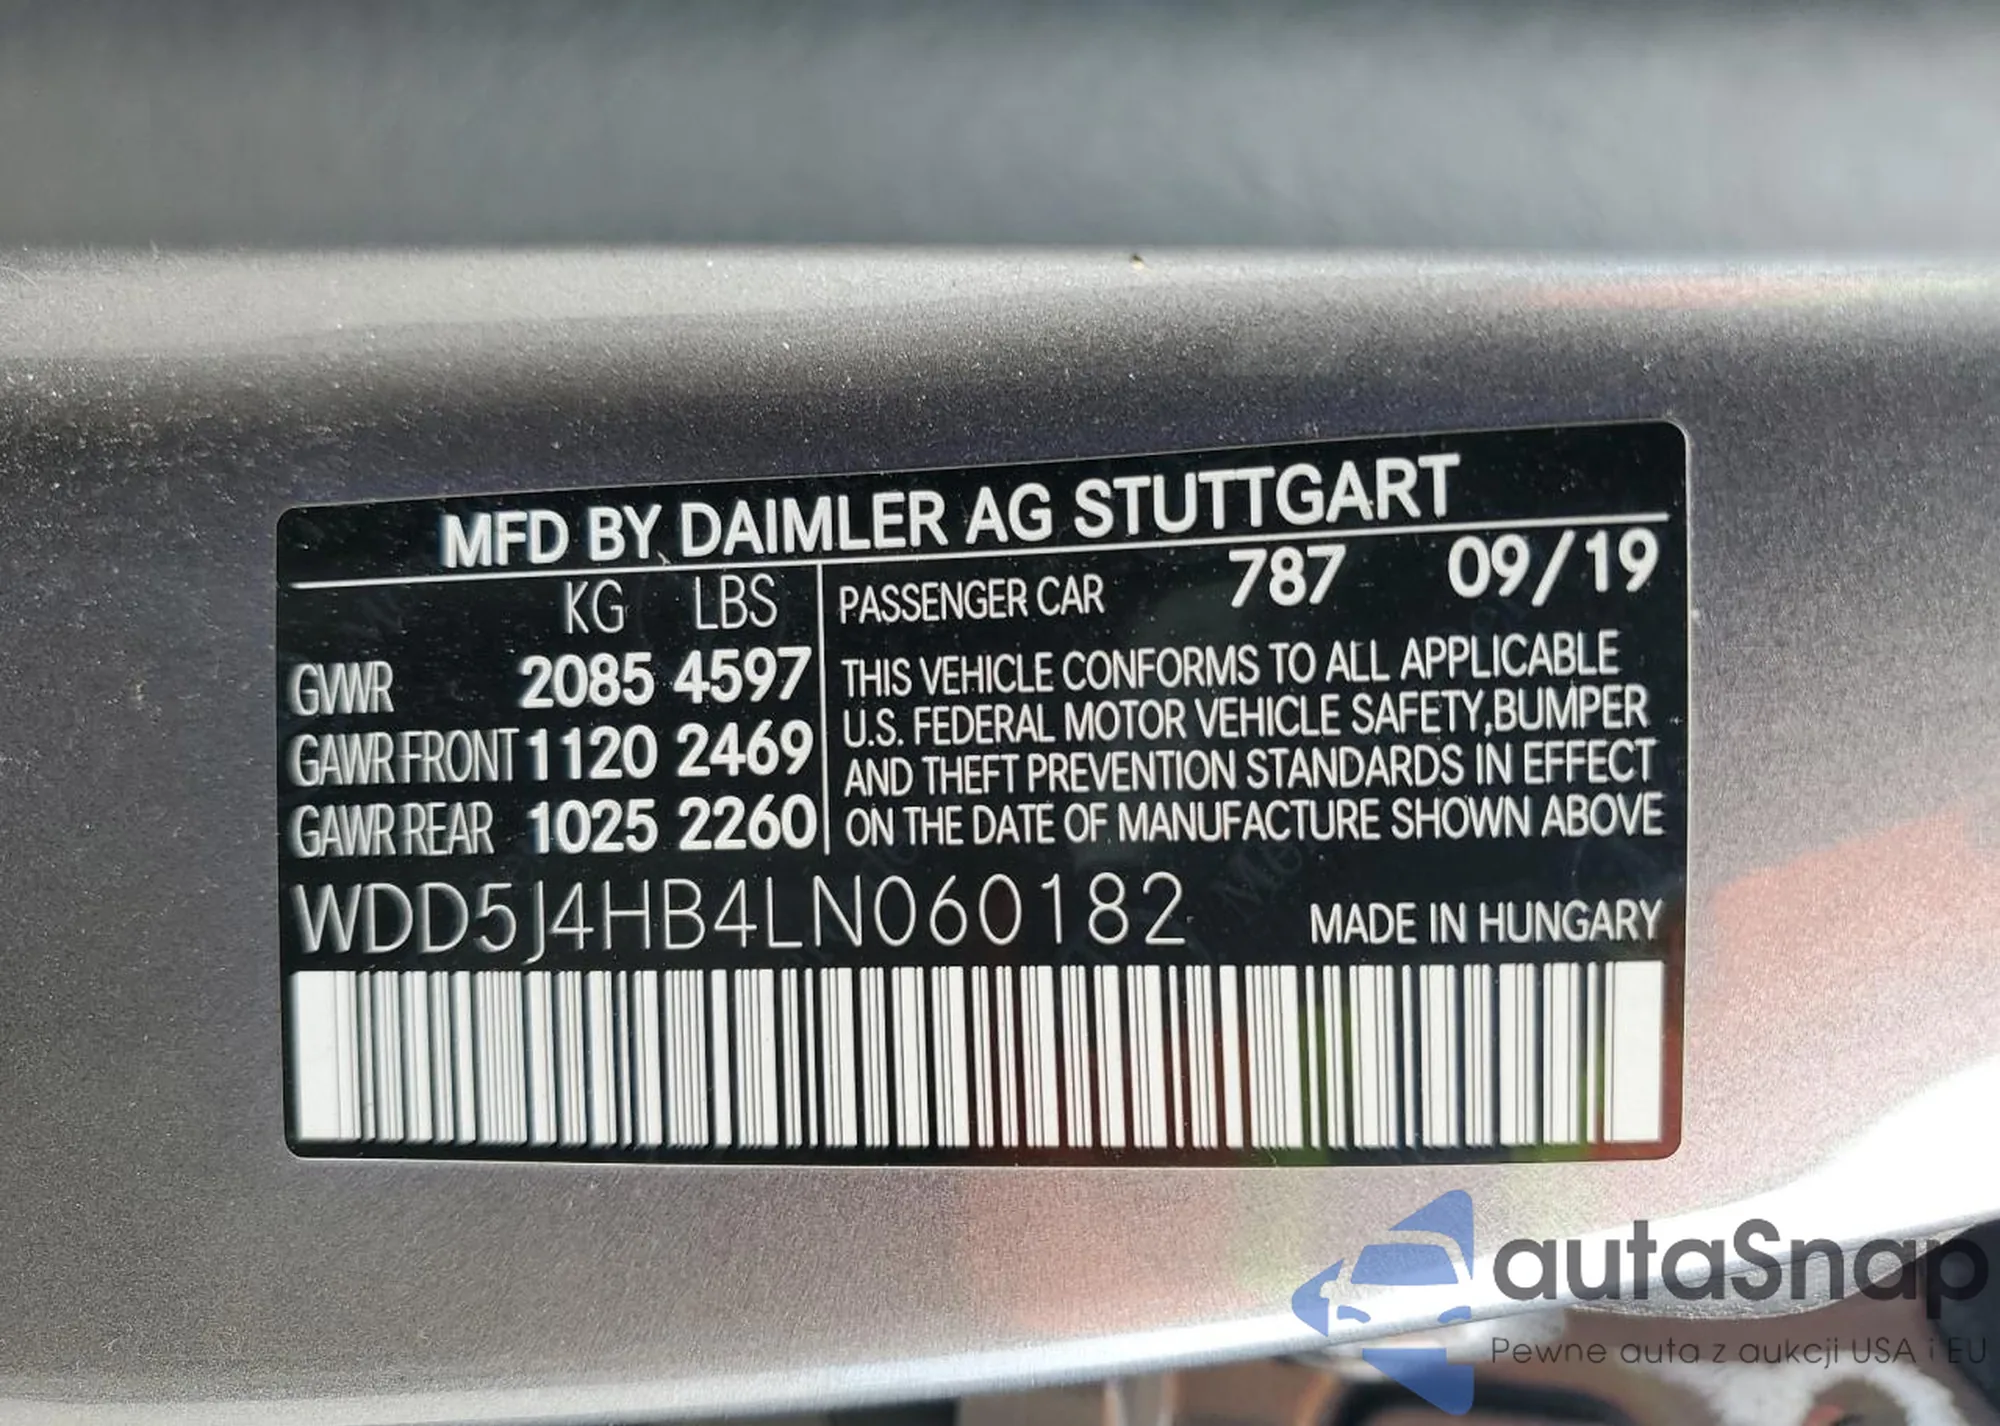 MFD BY DAIMLER AG STUTTGART
KG LBS
GVWR 2085 4597
GAWR FRONT 1120 2469
GAWR REAR 1025 2260
PASSENGER CAR 787 09/19
THIS VEHICLE CONFORMS TO ALL APPLICABLE
U.S. FEDERAL MOTOR VEHICLE SAFETY,BUMPER
AND THEFT PREVENTION STANDARDS IN EFFECT
ON THE DATE OF MANUFACTURE SHOWN ABOVE
WDD5J4HB4LN060182 MADE IN HUNGARY
autaSnap
Pewne auta z aukcji USA i EU